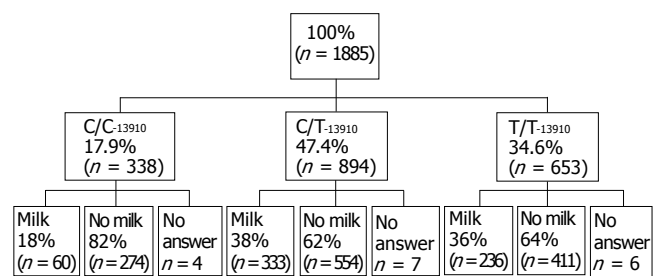 100%
(n = 1885)
C/C-13910
17.9%
(n = 338)
C/T-13910
47.4%
(n = 894)
T/T-13910
34.6%
(n = 653)
Milk
18%
(n = 60)
No milk
82%
(n = 274)
No
answer
n = 4
Milk
38%
(n = 333)
No milk
62%
(n = 554)
No
answer
n = 7
Milk
36%
(n = 236)
No milk
64%
(n = 411)
No
answer
n = 6